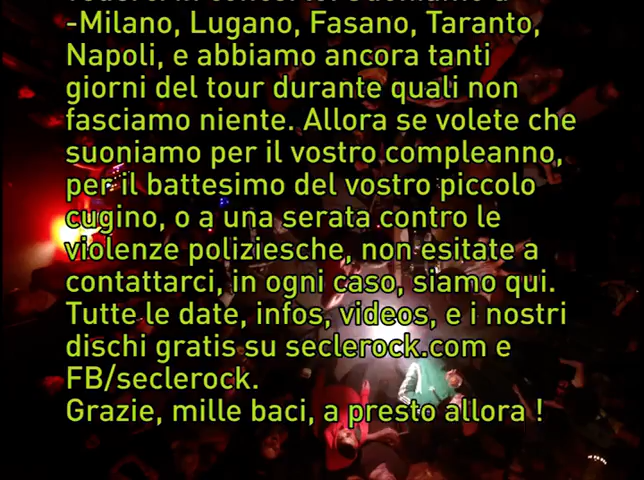 -Milano, Lugano, Fasano, Taranto,
Napoli, e abbiamo ancora tanti
giorni del tour durante quali non
fasciamo niente. Allora se volete che
suoniamo per il vostro compleanno,
per il battesimo del vostro piccolo
cugino, o a una serata contro le
violenze poliziesche, non esitate a
contattarci, in ogni caso, siamo qui.
Tutte le date, infos, videos, e i nostri
dischi gratis su seclerock.com e
FB/seclerock.
Grazie, mille baci, a presto allora !